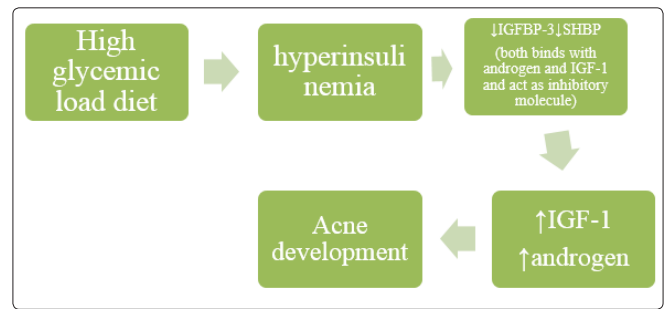 High
glycemic
load diet
hyperinsuli
nemia
↓IGFBP-3↓SHBP
(both binds with
androgen and IGF-1
and act as inhibitory
molecule)
↑IGF-1
↑androgen
Acne
development